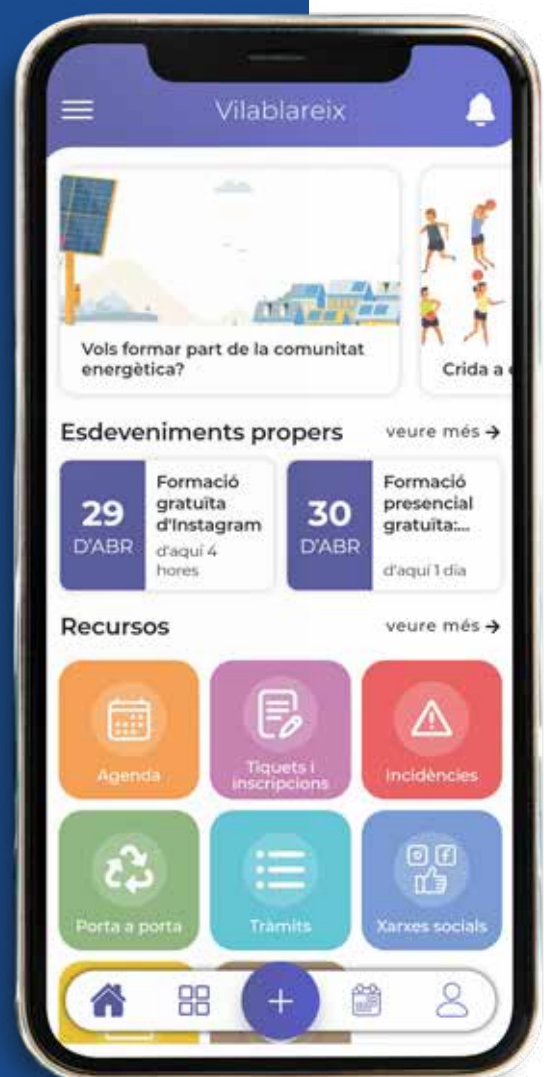 Vilablareix
Vols formar part de la comunitat
energètica?
Crida a
Esdeveniments propers
veure més →
29
D'ABR
Formació
gratuïta
d'Instagram
d'aquí 4
hores
30
D'ABR
Formació
presencial
gratuïta:...
d'aquí 1 dia
Recursos
veure més →
Agenda
Tiquets i
inscripcions
Incidències
Porta a porta
Tràmits
Xarxes socials